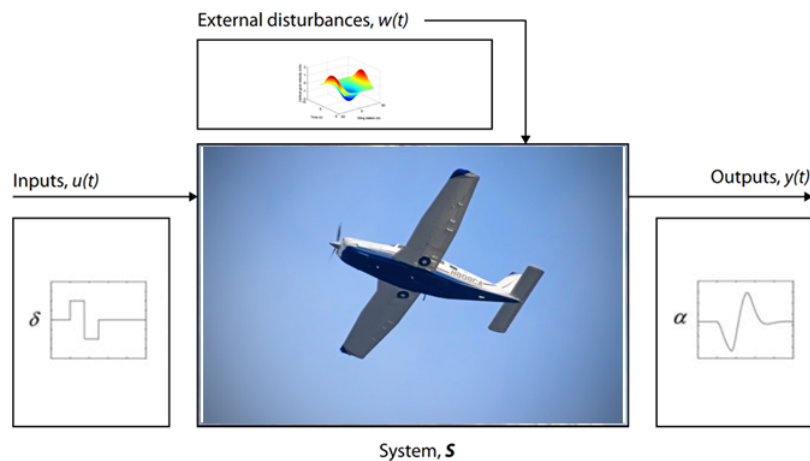 External disturbances, w(t)
Inputs, u(t)
Outputs, y(t)
δ
α
System, S